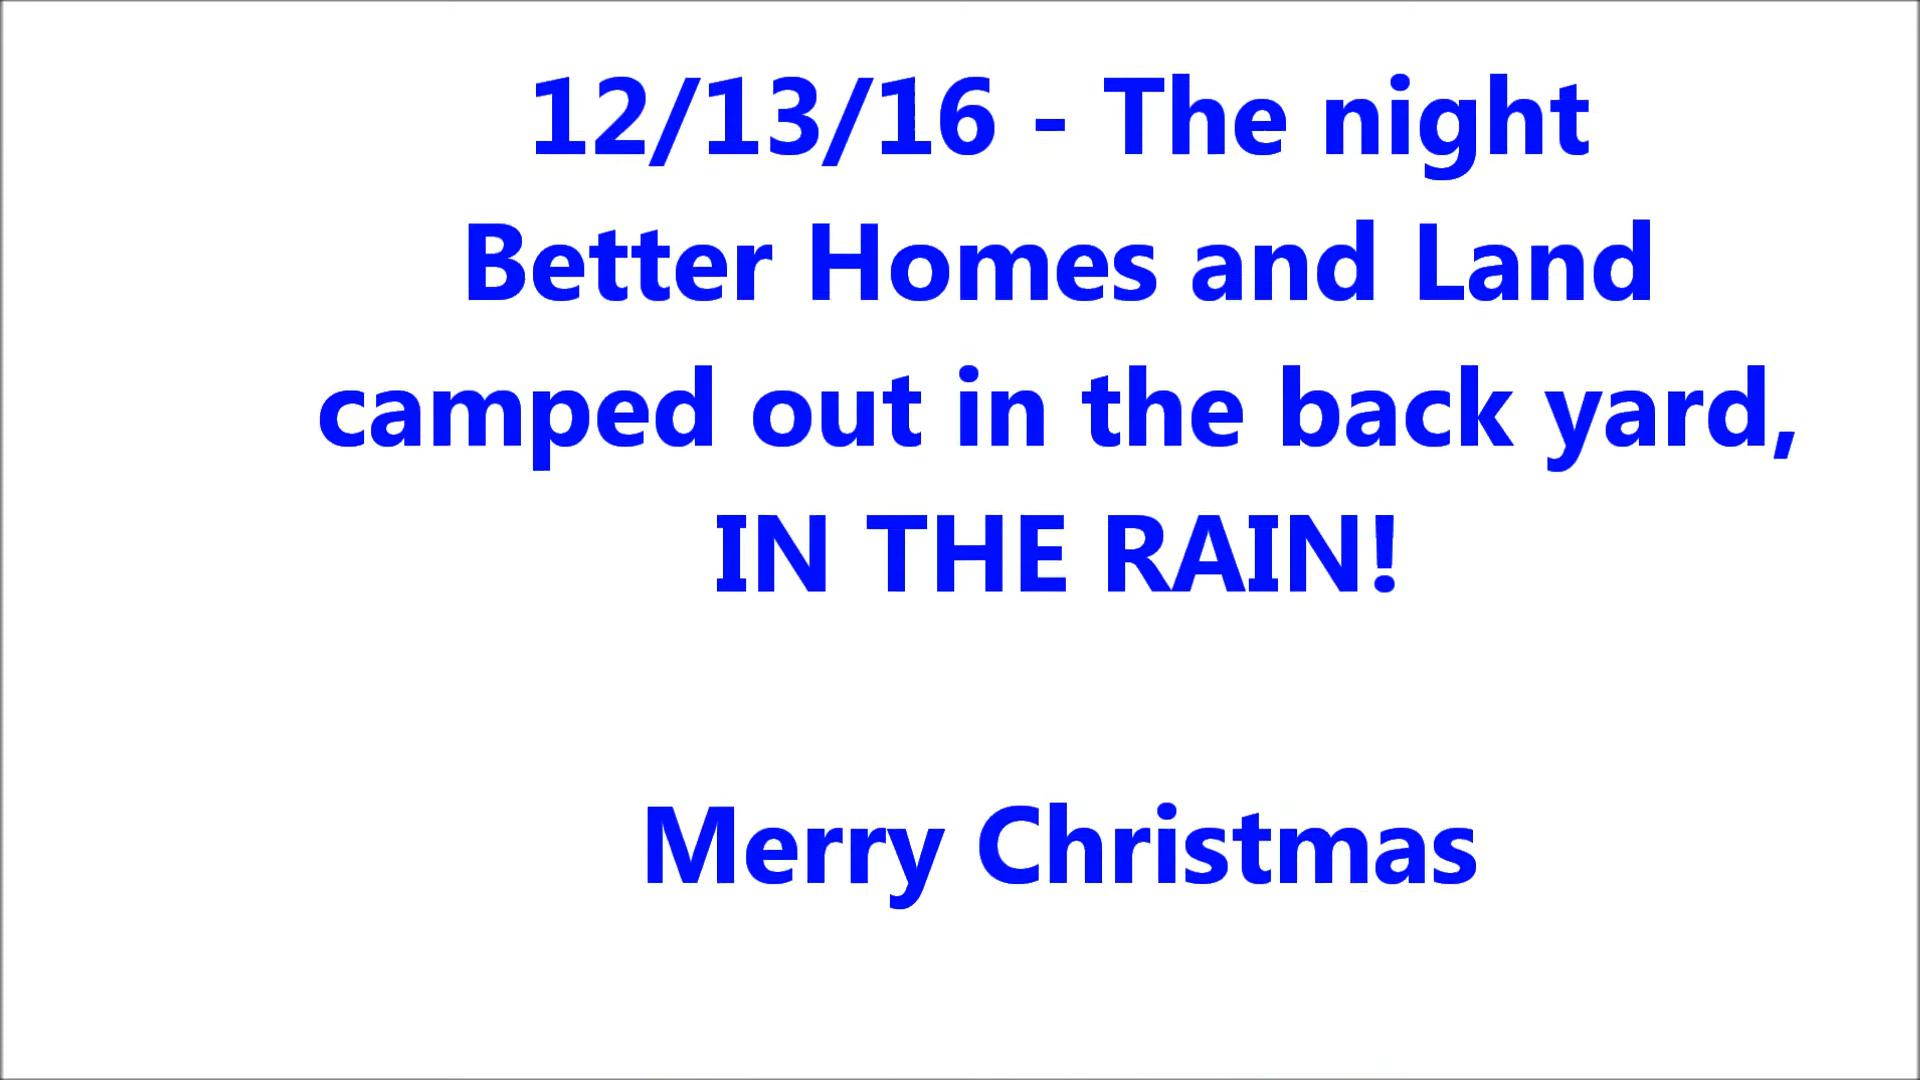 12/13/16 - The night
Better Homes and Land
camped out in the back yard,
IN THE RAIN!
Merry Christmas